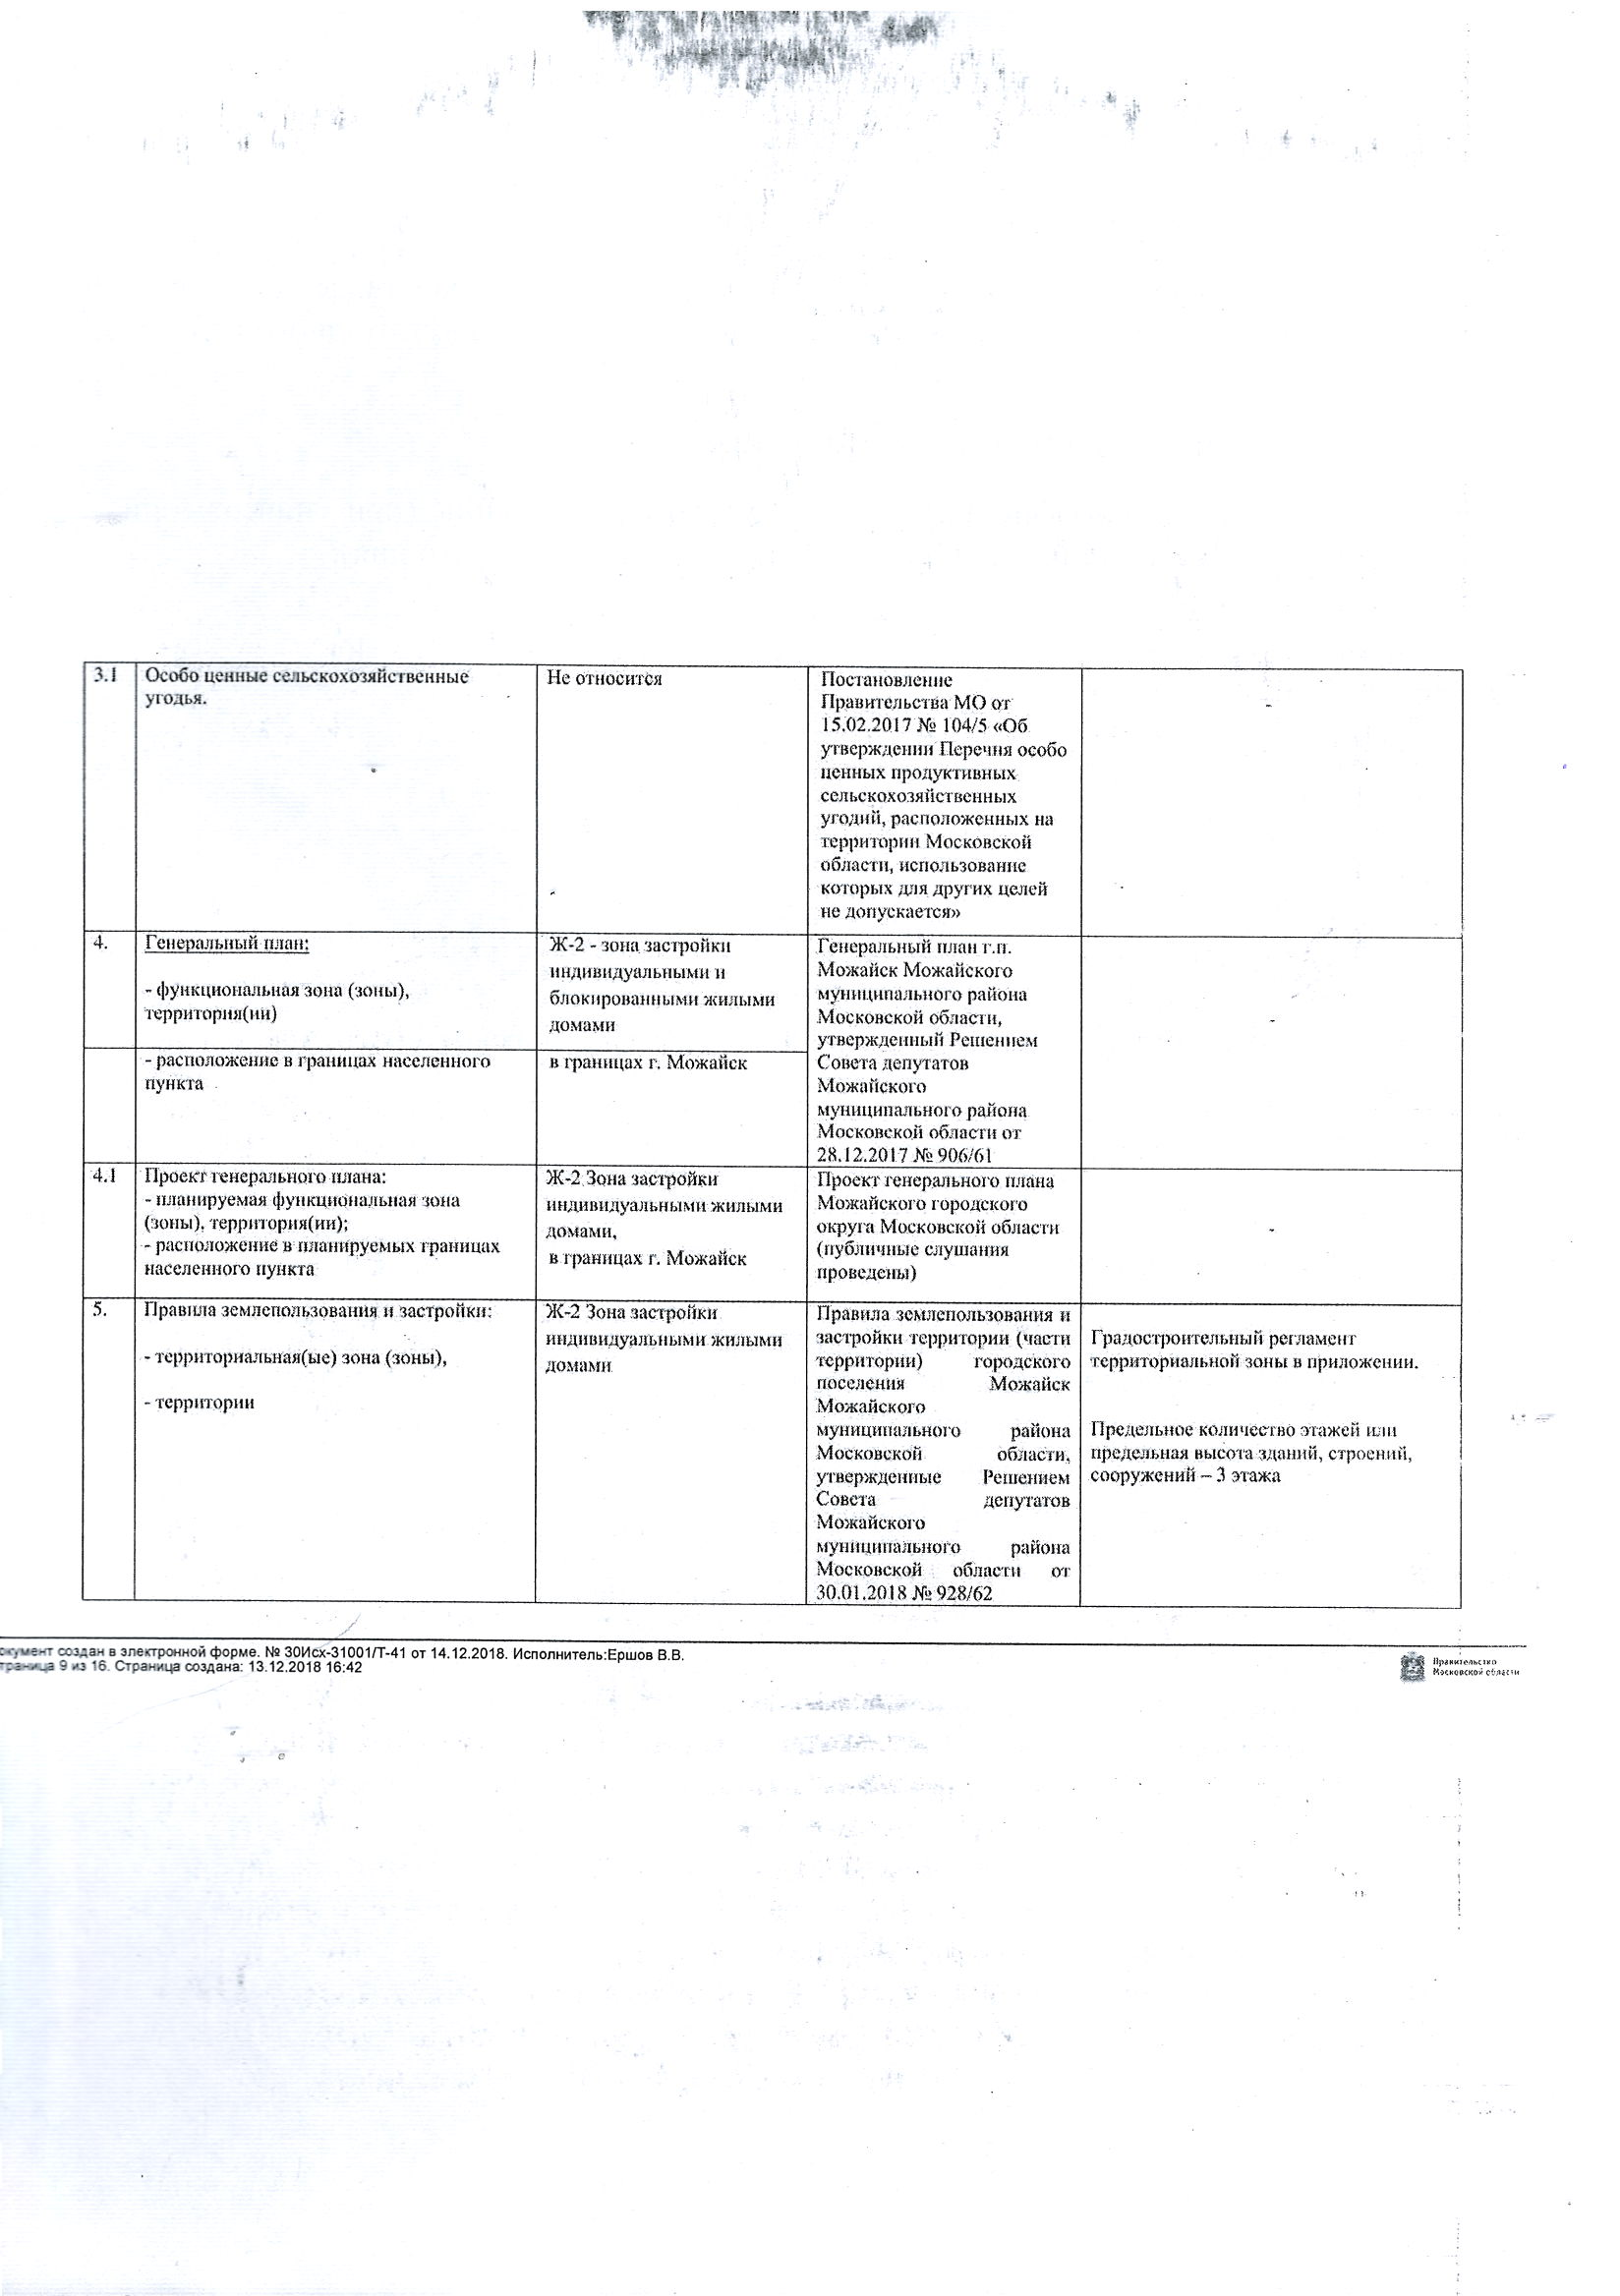 3.1
Особо ценные сельскохозяйственные
угодья.
Не относится
Постановление
Правительства МО от
15.02.2017 № 104/5 «Об
утверждении Перечня особо
ценных продуктивных
сельскохозяйственных
угодий, расположенных на
территории Московской
области, использование
которых для других целей
не допускается»
-
4.
Генеральный план:
- функциональная зона (зоны),
территория(ии)
Ж-2 - зона застройки
индивидуальными и
блокированными жилыми
домами
- расположение в границах населенного
пункта
в границах г. Можайск
Генеральный план г.п.
Можайск Можайского
муниципального района
Московской области,
утвержденный Решением
Совета депутатов
Можайского
муниципального района
Московской области от
28.12.2017 № 906/61
-
4.1
Проект генерального плана:
- планируемая функциональная зона
(зоны), территория(ии);
- расположение в планируемых границах
населенного пункта
Ж-2 Зона застройки
индивидуальными жилыми
домами,
в границах г. Можайск
Проект генерального плана
Можайского городского
округа Московской области
(публичные слушания
проведены)
-
5.
Правила землепользования и застройки:
- территориальная(ые) зона (зоны),
- территории
Ж-2 Зона застройки
индивидуальными жилыми
домами
Правила землепользования и
застройки территории (части
территории) городского
поселения Можайск
Можайского
муниципального района
Московской области,
утвержденные Решением
Совета депутатов
Можайского
муниципального района
Московской области от
30.01.2018 № 928/62
Градостроительный регламент
территориальной зоны в приложении.
Предельное количество этажей или
предельная высота зданий, строений,
сооружений – 3 этажа
окумент создан в электронной форме. № 30Исх-31001/Т-41 от 14.12.2018. Исполнитель:Ершов В.В.
траница 9 из 16. Страница создана: 13.12.2018 16:42
Правительство
Московской области